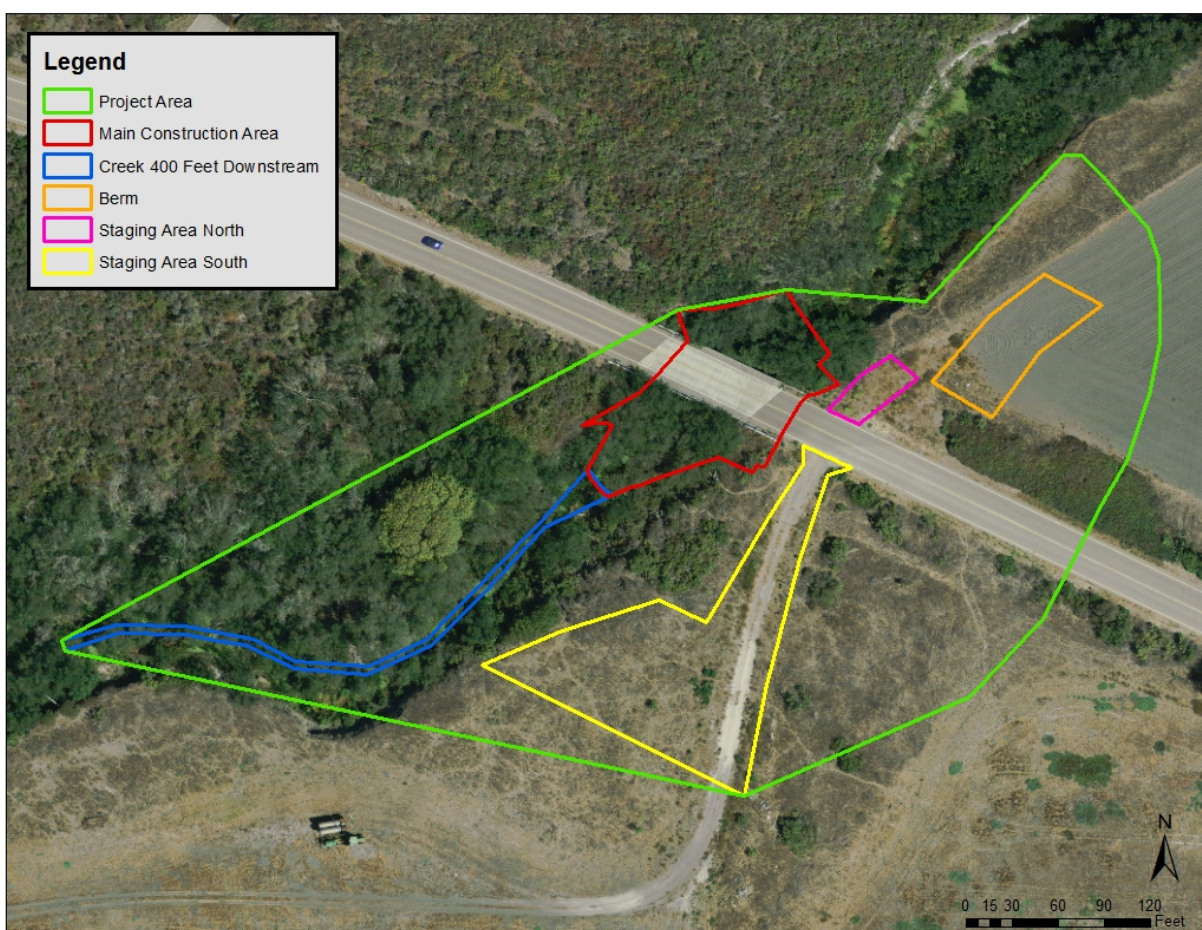 Legend
Project Area
Main Construction Area
Creek 400 Feet Downstream
Berm
Staging Area North
Staging Area South
N
0 15 30 60 90 120
Feet